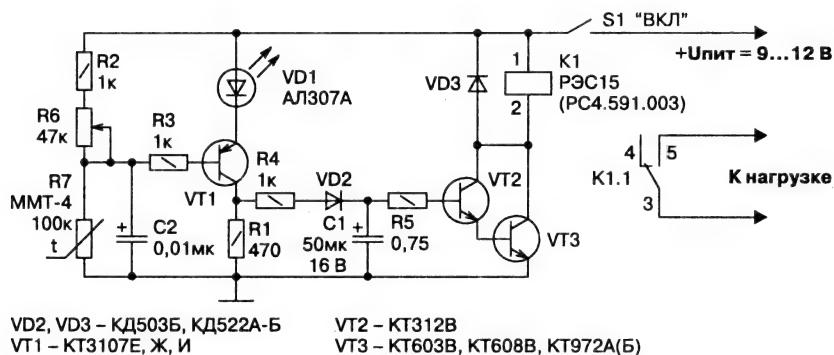 S1 "ВКЛ"
+Uпит = 9...12 В
R2
1к
VD1
АЛ307А
VD3
1
2
K1
РЭС15
(РС4.591.003)
R6
47к
R3
1к
VT1
R4
1к
VD2
R7
ММТ-4
100к
t
+
C2
0,01мк
R1
470
C1
+
50мк
16 В
R5
0,75
VT2
VT3
4
5
K1.1
3
К нагрузке
VD2, VD3 – КД503Б, КД522А-Б
VT1 – КТ3107Е, Ж, И
VT2 – КТ312В
VT3 – КТ603В, КТ608В, КТ972А(Б)